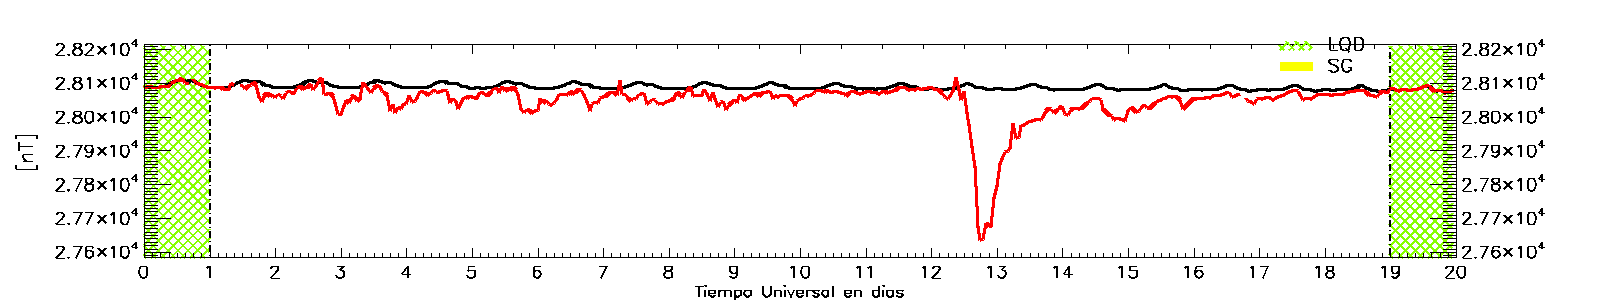 LQD
2.82×10⁴ 2.82×10⁴
SG
2.81×10⁴ 2.81×10⁴
2.80×10⁴ 2.80×10⁴
[nT]
2.79×10⁴ 2.79×10⁴
2.78×10⁴ 2.78×10⁴
2.77×10⁴ 2.77×10⁴
2.76×10⁴ 2.76×10⁴
0 1 2 3 4 5 6 7 8 9 10 11 12 13 14 15 16 17 18 19 20
Tiempo Universal en dias